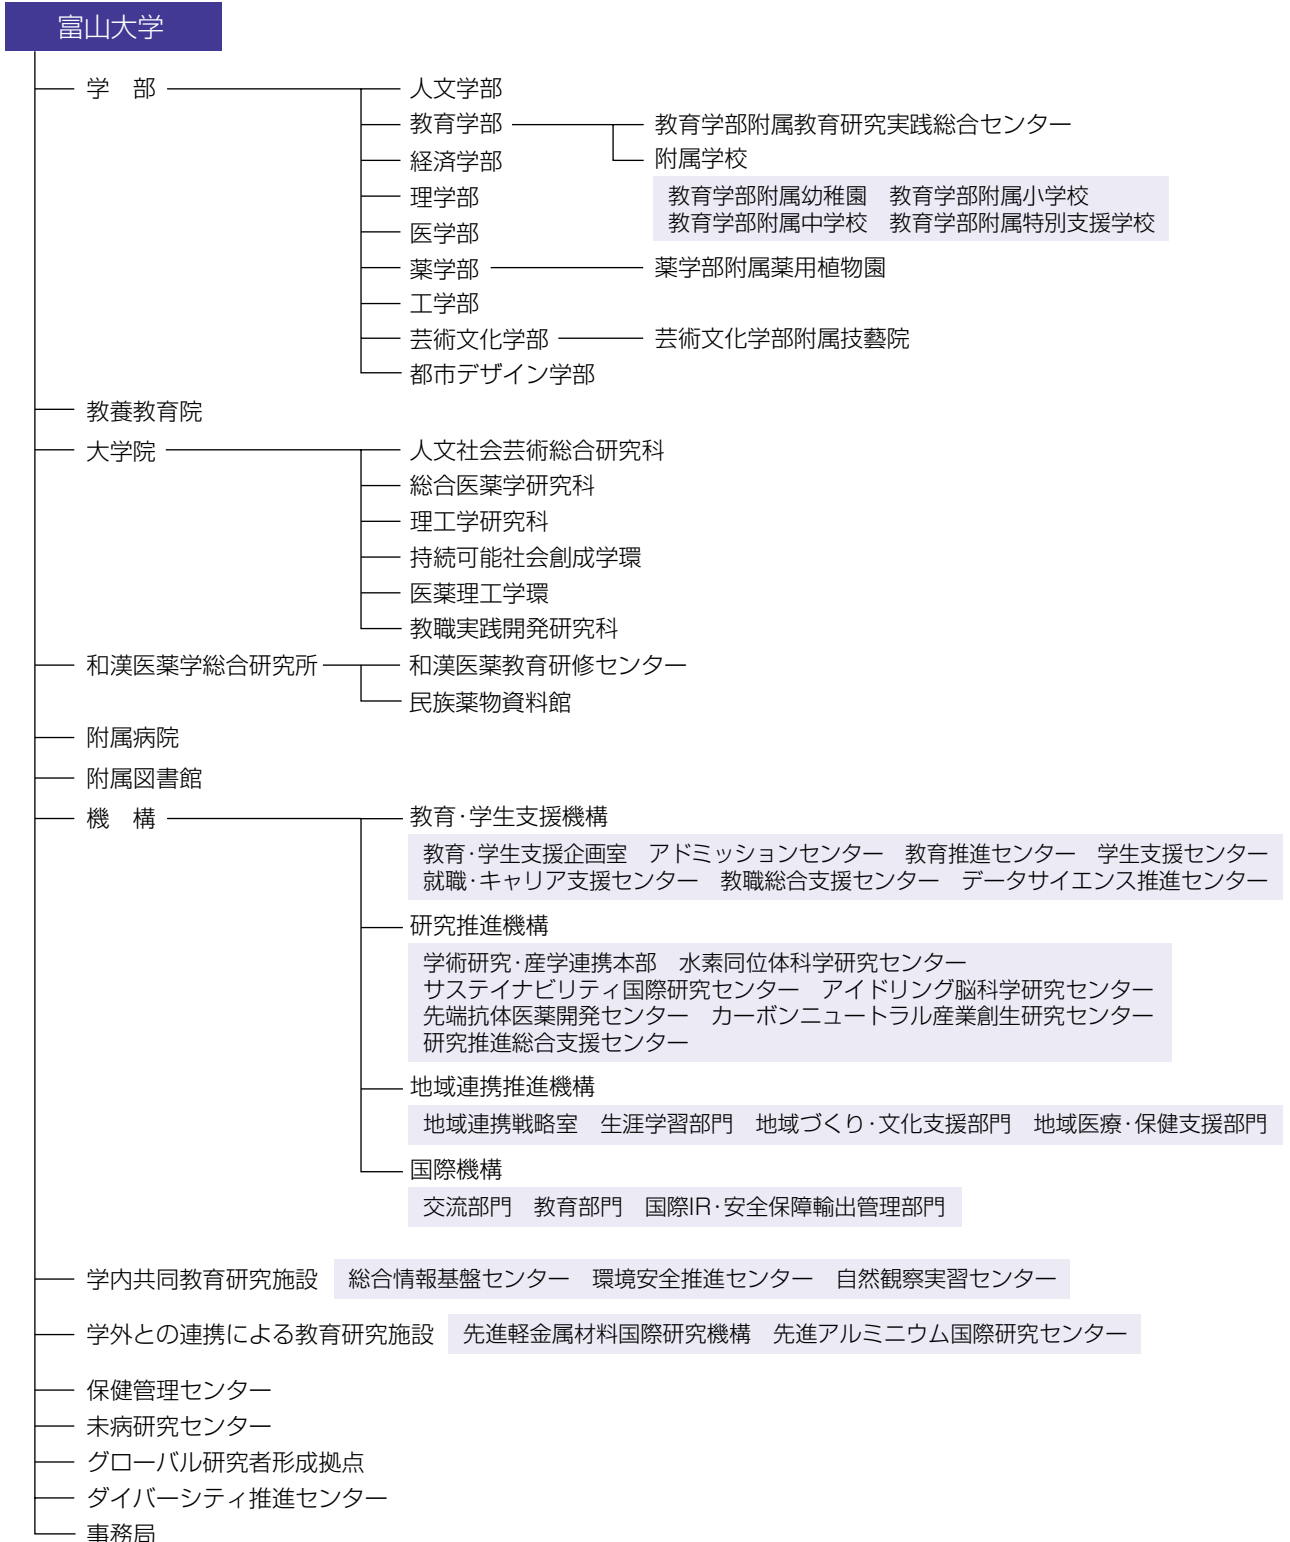 富山大学
学　部
人文学部
教育学部
教育学部附属教育研究実践総合センター
附属学校
教育学部附属幼稚園　教育学部附属小学校
教育学部附属中学校　教育学部附属特別支援学校
経済学部
理学部
医学部
薬学部
薬学部附属薬用植物園
工学部
芸術文化学部
芸術文化学部附属技藝院
都市デザイン学部
教養教育院
大学院
人文社会芸術総合研究科
総合医薬学研究科
理工学研究科
持続可能社会創成学環
医薬理工学環
教職実践開発研究科
和漢医薬学総合研究所
和漢医薬教育研修センター
民族薬物資料館
附属病院
附属図書館
機　構
教育・学生支援機構
教育・学生支援企画室　アドミッションセンター　教育推進センター　学生支援センター
就職・キャリア支援センター　教職総合支援センター　データサイエンス推進センター
研究推進機構
学術研究・産学連携本部　水素同位体科学研究センター
サステイナビリティ国際研究センター　アイドリング脳科学研究センター
先端抗体医薬開発センター　カーボンニュートラル産業創生研究センター
研究推進総合支援センター
地域連携推進機構
地域連携戦略室　生涯学習部門　地域づくり・文化支援部門　地域医療・保健支援部門
国際機構
交流部門　教育部門　国際IR・安全保障輸出管理部門
学内共同教育研究施設　総合情報基盤センター　環境安全推進センター　自然観察実習センター
学外との連携による教育研究施設　先進軽金属材料国際研究機構　先進アルミニウム国際研究センター
保健管理センター
未病研究センター
グローバル研究者形成拠点
ダイバーシティ推進センター
事務局